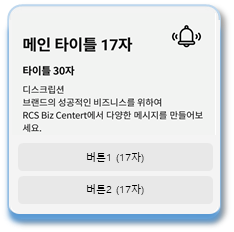 메인 타이틀 17자
타이틀 30자
디스크립션
브랜드의 성공적인 비즈니스를 위하여
RCS Biz Centert에서 다양한 메시지를 만들어보
세요.
버튼1 (17자)
버튼2 (17자)